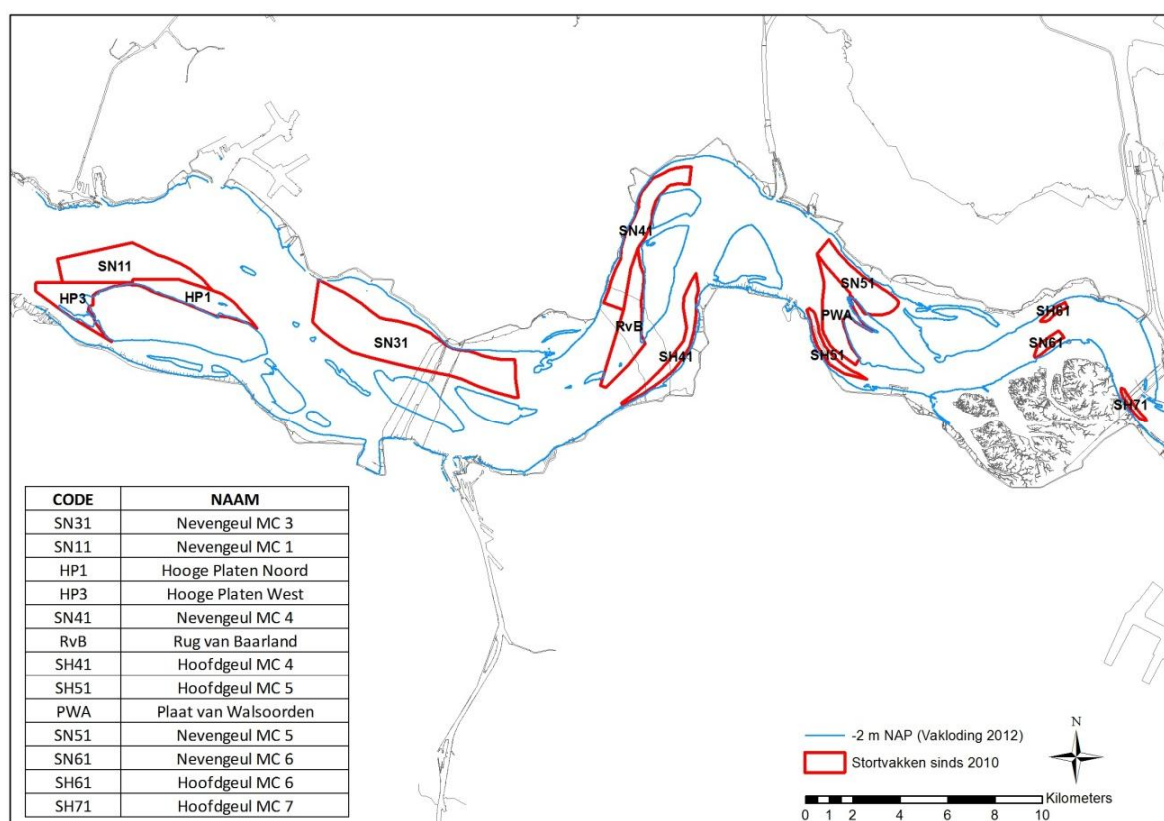 SN11
HP3
HP1
SN31
SN41
RvB
SH41
SN51
PWA
SH51
SH61
SN61
SH71
CODE NAAM
SN31 Nevengeul MC 3
SN11 Nevengeul MC 1
HP1 Hooge Platen Noord
HP3 Hooge Platen West
SN41 Nevengeul MC 4
RvB Rug van Baarland
SH41 Hoofdgeul MC 4
SH51 Hoofdgeul MC 5
PWA Plaat van Walsoorden
SN51 Nevengeul MC 5
SN61 Nevengeul MC 6
SH61 Hoofdgeul MC 6
SH71 Hoofdgeul MC 7
-2 m NAP (Vakloding 2012)
Stortvakken sinds 2010
N
Kilometers
0 1 2 4 6 8 10